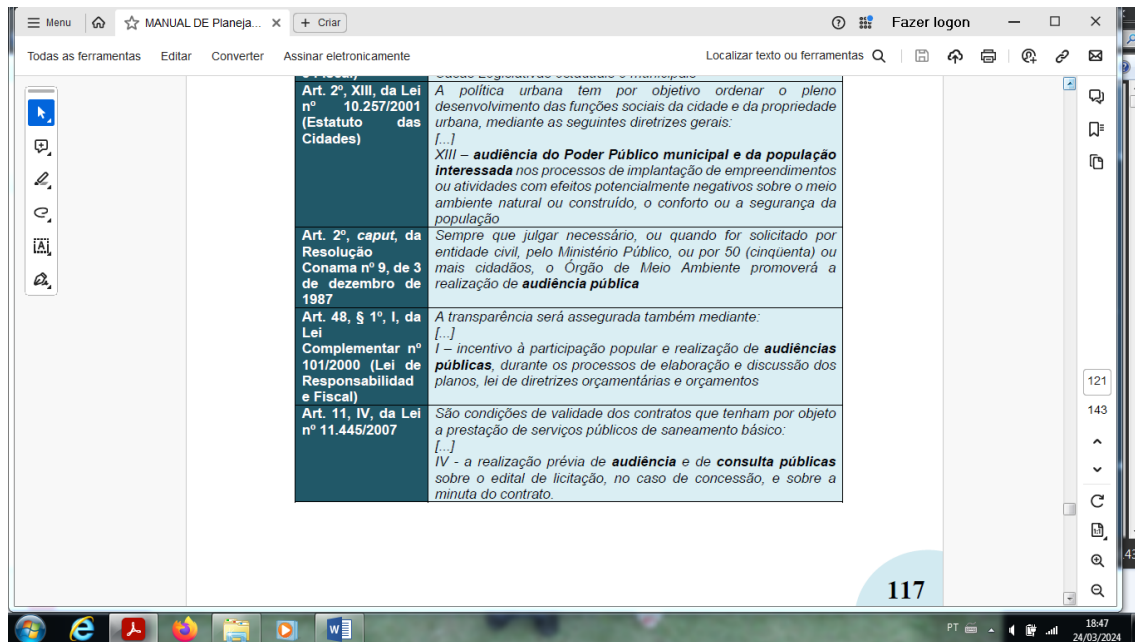 Menu
MANUAL DE Planeja...
+ Criar
Fazer logon
Todas as ferramentas
Editar
Converter
Assinar eletronicamente
Localizar texto ou ferramentas
e Fiscal)
Casas Legislativas estaduais e municipais
Art. 2º, XIII, da Lei
nº 10.257/2001
(Estatuto das
Cidades)
A política urbana tem por objetivo ordenar o pleno
desenvolvimento das funções sociais da cidade e da propriedade
urbana, mediante as seguintes diretrizes gerais:
[...]
XIII – audiência do Poder Público municipal e da população
interessada nos processos de implantação de empreendimentos
ou atividades com efeitos potencialmente negativos sobre o meio
ambiente natural ou construído, o conforto ou a segurança da
população
Art. 2º, caput, da
Resolução
Conama nº 9, de 3
de dezembro de
1987
Sempre que julgar necessário, ou quando for solicitado por
entidade civil, pelo Ministério Público, ou por 50 (cinqüenta) ou
mais cidadãos, o Órgão de Meio Ambiente promoverá a
realização de audiência pública
Art. 48, § 1º, I, da
Lei
Complementar nº
101/2000 (Lei de
Responsabilidad
e Fiscal)
A transparência será assegurada também mediante:
[...]
I – incentivo à participação popular e realização de audiências
públicas, durante os processos de elaboração e discussão dos
planos, lei de diretrizes orçamentárias e orçamentos
Art. 11, IV, da Lei
nº 11.445/2007
São condições de validade dos contratos que tenham por objeto
a prestação de serviços públicos de saneamento básico:
[...]
IV - a realização prévia de audiência e de consulta públicas
sobre o edital de licitação, no caso de concessão, e sobre a
minuta do contrato.
117
121
143
PT
18:47
24/03/2024